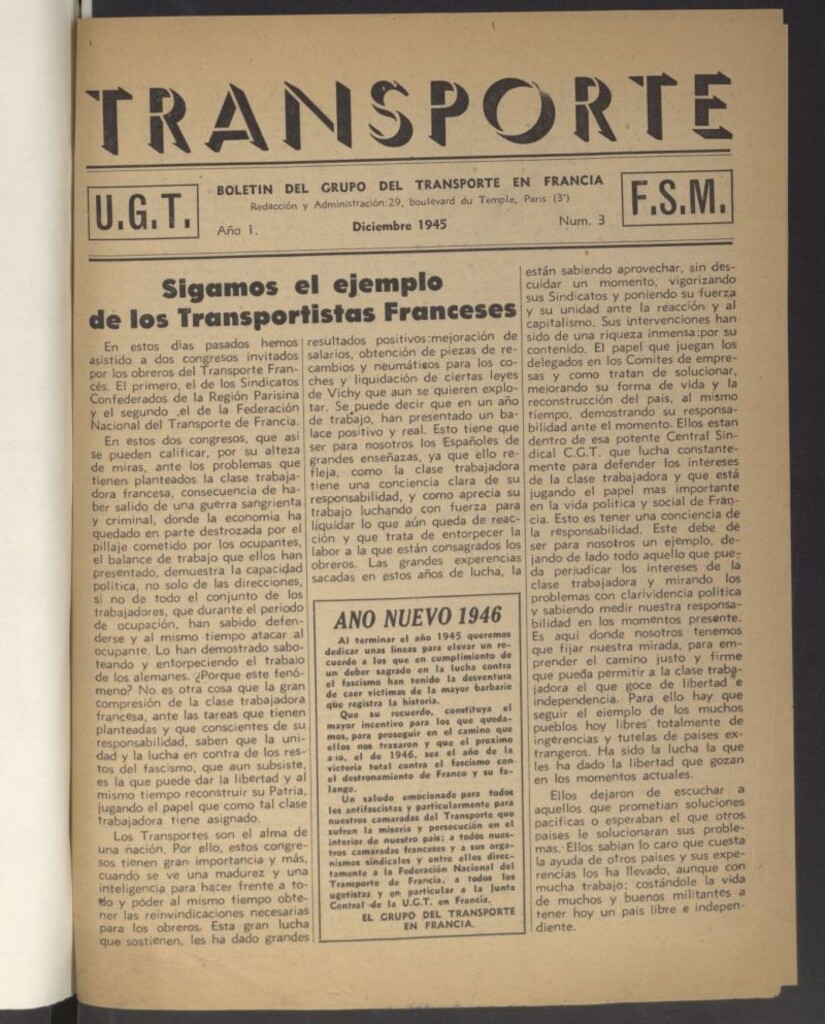 TRANSPORTE
U.G.T.
BOLETIN DEL GRUPO DEL TRANSPORTE EN FRANCIA
Redacción y Administración: 29, boulevard du Temple, Paris (3°)
Año 1.
Diciembre 1945
Num. 3
F.S.M.
Sigamos el ejemplo
de los Transportistas Franceses
En estos dias pasados hemos
asistido a dos congresos invitados
por los obreros del Transporte Fran-
cés. El primero, el de los Sindicatos
Confederados de la Región Parisina
y el segundo ,el de la Federación
Nacional del Transporte de Francia.
En estos dos congresos, que asi
se pueden calificar, por su alteza
de miras, ante los problemas que
tienen planteados la clase trabaja-
dora francesa, consecuencia de ha-
ber salido de una guerra sangrienta
y criminal, donde la economia ha
quedado en parte destrozada por el
pillaje cometido por los ocupantes,
el balance de trabajo que ellos han
presentado, demuestra la capacidad
politica, no solo de las direcciones,
si no de todo el conjunto de los
trabajadores, que durante el periodo
de ocupación, han sabido defen-
derse y al mismo tiempo atacar al
ocupante. Lo han demostrado sabo-
teando y entorpeciendo el trabajo
de los alemanes. ¿Porque este fenó-
meno? No es otra cosa que la gran
compresión de la clase trabajadora
francesa, ante las tareas que tienen
planteadas y que conscientes de su
responsabilidad, saben que la uni-
dad y la lucha en contra de los res-
tos del fascismo, que aun subsiste,
es la que puede dar la libertad y al
mismo tiempo reconstruir su Patria,
jugando el papel que como tal clase
trabajadora tiene asignado.
Los Transportes son el alma de
una nación. Por ello, estos congre-
sos tienen gran importancia y más,
cuando se ve una madurez y una
inteligencia para hacer frente a to-
do y póder al mismo tiempo obte-
ner las reinvindicaciones necesarias
para los obreros. Esta gran lucha
que sostienen, les ha dado grandes
resultados positivos:mejoración de
salarios, obtención de piezas de re-
cambios y neumáticos para los co-
ches y liquidación de ciertas leyes
de Vichy que aun se quieren explo-
tar. Se puede decir que en un año
de trabajo, han presentado un ba-
lace positivo y real. Esto tiene que
ser para nosotros los Españoles de
grandes enseñazas, ya que ello re-
fleja, como la clase trabajadora
tiene una conciencia clara de su
responsabilidad, y como aprecia su
trabajo luchando con fuerza para
liquidar lo que aún queda de reac-
ción y que trata de entorpecer la
labor a la que están consagrados los
obreros. Las grandes experencias
sacadas en estos años de lucha, la
ANO NUEVO 1946
Al terminar el año 1945 queremos
dedicar unas lineas para elevar un re-
cuerdo a los que en cumplimiento de
un deber sagrado en la lucha contra
el fascismo han tenido la desventura
de caer victimas de la mayor barbarie
que registra la historia.
Que su recuerdo, constituya el
mayor incentivo para los que queda-
mos, para proseguir en el camino que
ellos nos trazaron y que el proximo
año, el de 1946, sea el año de la
victoria total contra el fascismo con
el destronamiento de Franco y su fa-
lange.
Un saludo emocionado para todos
los antifascistas y particularmente para
nuestros camaradas del Transporte que
sufren la miseria y persecución en el
interior de nuestro pais; a todos nues-
tros camaradas franceses y a sus orga-
nismos sindicales y entre ellos direc-
tamente a la Federación Nacional del
Transporte de Francia, a todos los
ugetistas y en particular a la Junta
Central de la U.G.T. en Francia.
EL GRUPO DEL TRANSPORTE
EN FRANCIA.
están sabiendo aprovechar, sin des-
cuidar un momento, vigorizando
sus Sindicatos y poniendo su fuerza
y su unidad ante la reacción y al
capitalismo. Sus intervenciones han
sido de una riqueza inmensa:por su
contenido. El papel que juegan los
delegados en los Comites de empre-
sas y como tratan de solucionar,
mejorando su forma de vida y la
reconstrucción del pais, al mismo
tiempo, demostrando su responsa-
bilidad ante el momento. Ellos estan
dentro de esa potente Central Sin-
dical C.G.T. que lucha constante-
mente para defender los intereses
de la clase trabajadora y que está
jugando el papel mas importante
en la vida politica y social de Fran-
cia. Esto es tener una conciencia de
la responsabilidad. Este debe de
ser para nosotros un ejemplo, de-
jando de lado todo aquello que pue-
da perjudicar los intereses de la
clase trabajadora y mirando los
problemas con clarividencia politica
y sabiendo medir nuestra responsa-
bilidad en los momentos presente.
Es aqui donde nosotros tenemos
que fijar nuestra mirada, para em-
prender el camino justo y firme
que pueda permitir a la clase traba-
jadora el que goce de libertad e
independencia. Para ello hay que
seguir el ejemplo de los muchos
pueblos hoy libres totalmente de
ingerencias y tutelas de paises ex-
trangeros. Ha sido la lucha la que
les ha dado la libertad que gozan
en los momentos actuales.
Ellos dejaron de escuchar a
aquellos que prometian soluciones
pacificas o esperaban el que otros
paises le solucionaran sus proble-
mas. Ellos sabian lo caro que cuesta
la ayuda de otros paises y sus expe-
rencias los ha llevado, aunque con
mucha trabajo; costándole la vida
de muchos y buenos militantes a
tener hoy un pais libre e indepen-
diente.